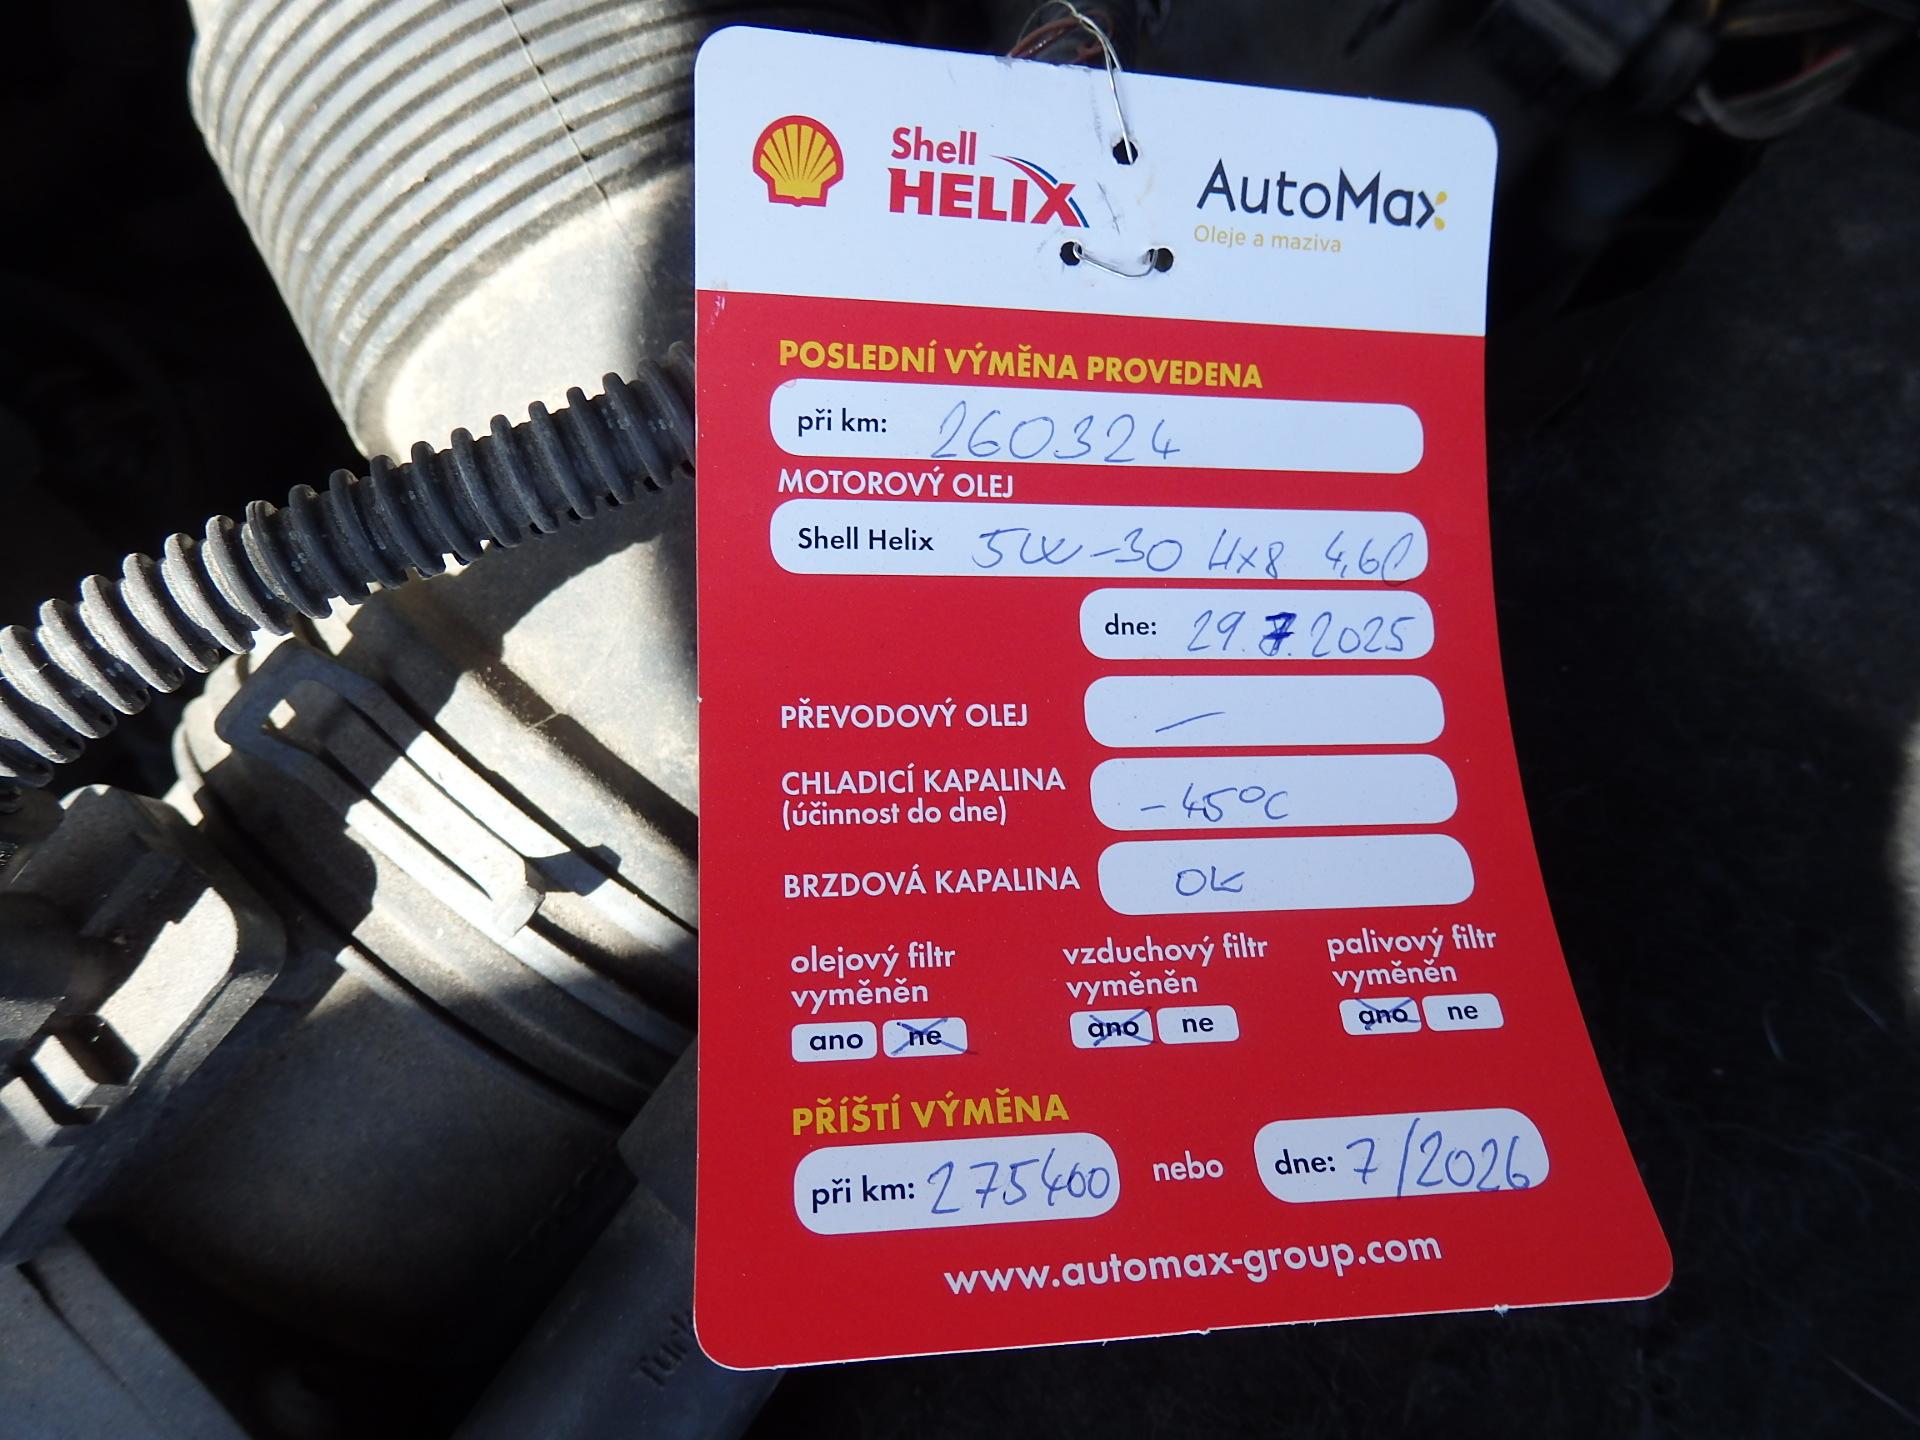 Shell
HELIX
AutoMax
Oleje a maziva
POSLEDNÍ VÝMĚNA PROVEDENA
při km: 260324
MOTOROVÝ OLEJ
Shell Helix 5W-30 Hx8 4,6l
dne: 29.7.2025
PŘEVODOVÝ OLEJ —
CHLADICÍ KAPALINA -45°C
(účinnost do dne)
BRZDOVÁ KAPALINA OK
olejový filtr vzduchový filtr palivový filtr
vyměněn vyměněn vyměněn
ano ne ano ne ano ne
PŘÍŠTÍ VÝMĚNA
při km: 275400 nebo dne: 7/2026
www.automax-group.com